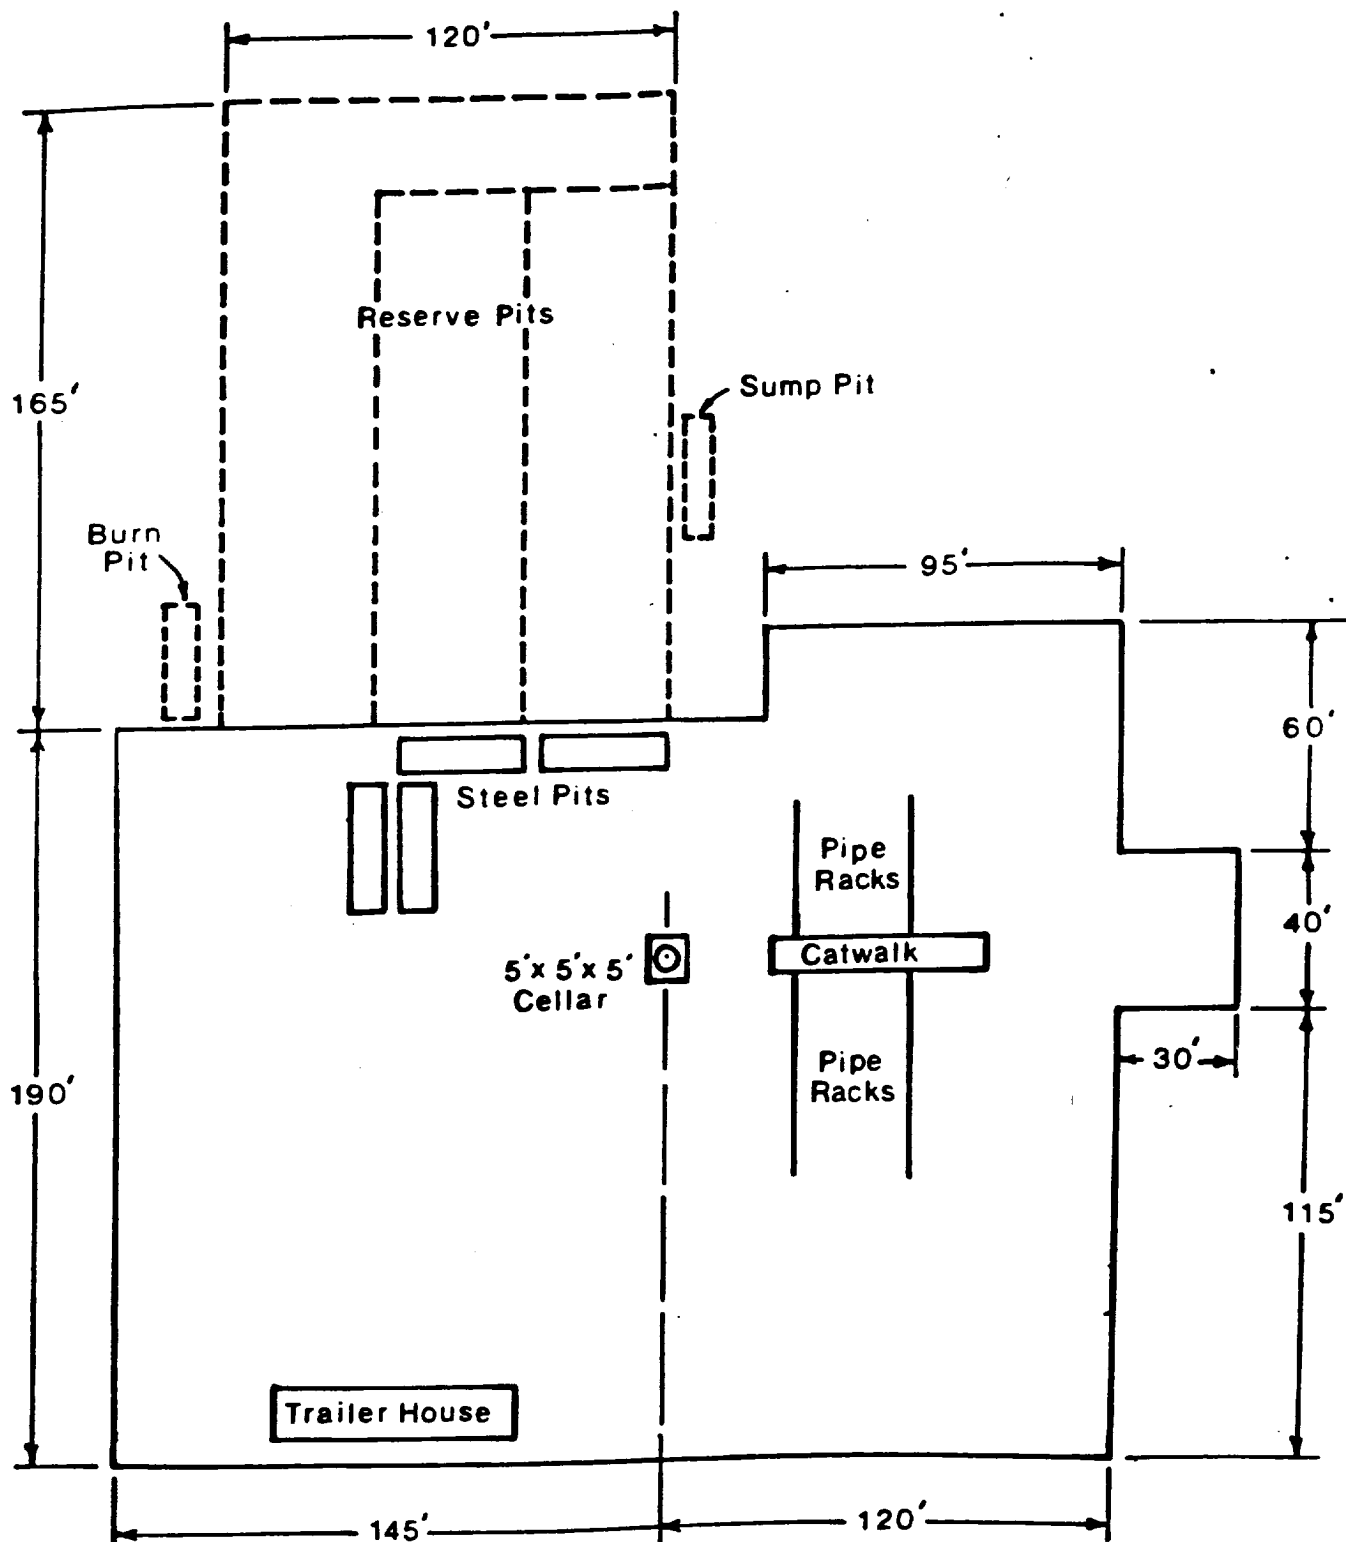 120'
165'
Reserve Pits
Sump Pit
Burn
Pit
95'
60'
Steel Pits
Pipe
Racks
40'
Catwalk
5'x 5'x 5'
Cellar
30'
190'
Pipe
Racks
115'
Trailer House
145'
120'